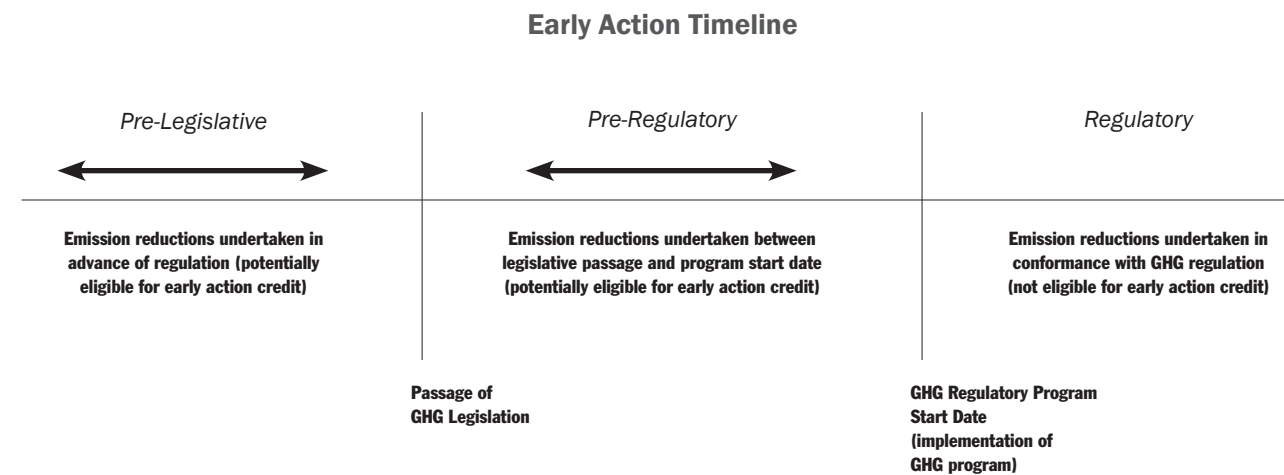 Early Action Timeline
Pre-Legislative
Pre-Regulatory
Regulatory
Emission reductions undertaken in
advance of regulation (potentially
eligible for early action credit)
Emission reductions undertaken between
legislative passage and program start date
(potentially eligible for early action credit)
Emission reductions undertaken in
conformance with GHG regulation
(not eligible for early action credit)
Passage of
GHG Legislation
GHG Regulatory Program
Start Date
(implementation of
GHG program)